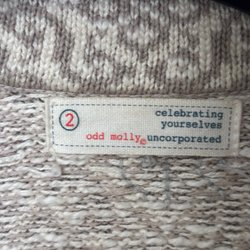 2
celebrating
yourselves
odd molly© uncorporated